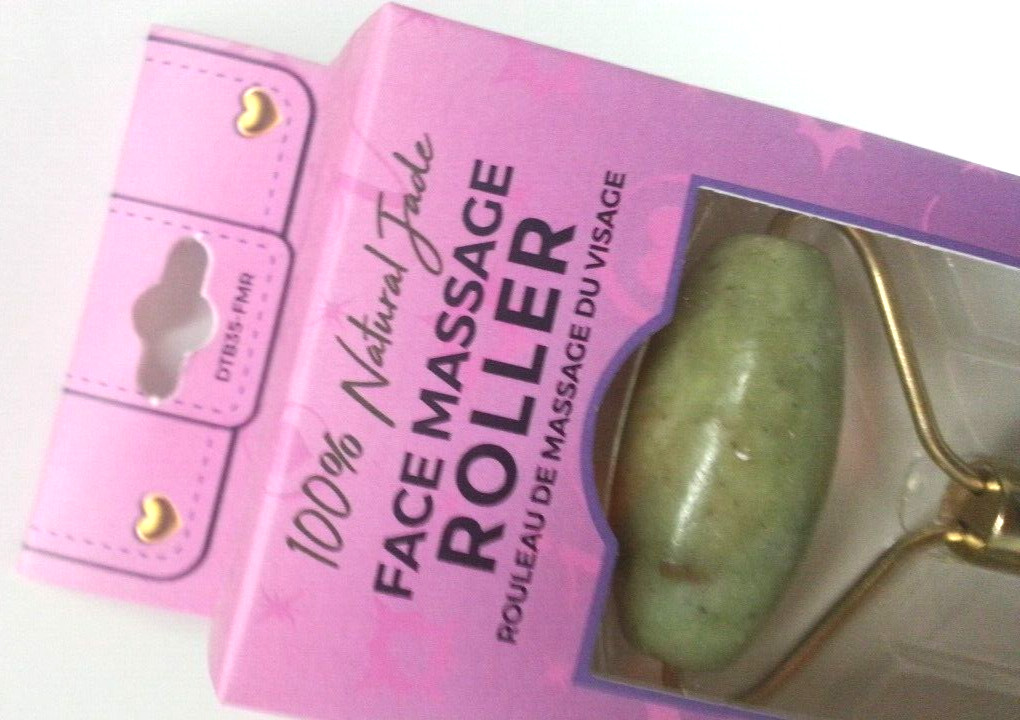 DTB35-FMR
100% Natural Jade
FACE MASSAGE
ROLLER
ROULEAU DE MASSAGE DU VISAGE